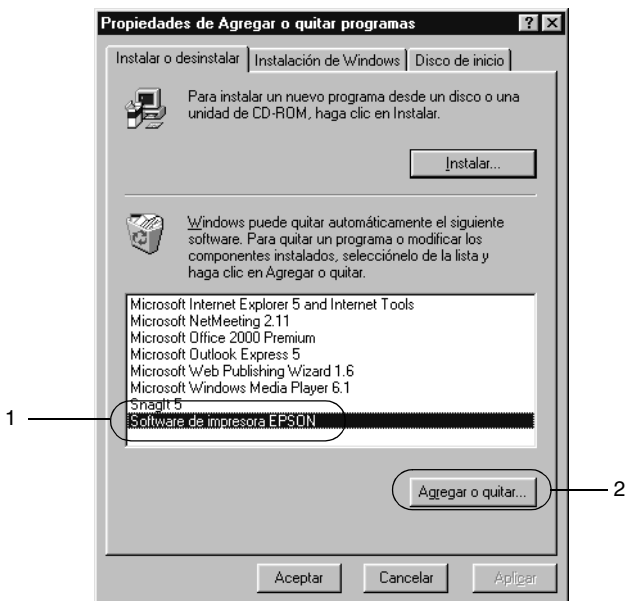 Propiedades de Agregar o quitar programas
Instalar o desinstalar Instalación de Windows Disco de inicio
Para instalar un nuevo programa desde un disco o una
unidad de CD-ROM, haga clic en Instalar.
Instalar...
Windows puede quitar automáticamente el siguiente
software. Para quitar un programa o modificar los
componentes instalados, selecciónelo de la lista y
haga clic en Agregar o quitar.
Microsoft Internet Explorer 5 and Internet Tools
Microsoft NetMeeting 2.11
Microsoft Office 2000 Premium
Microsoft Outlook Express 5
Microsoft Web Publishing Wizard 1.6
Microsoft Windows Media Player 6.1
SnagIt 5
1 Software de impresora EPSON
Agregar o quitar... 2
Aceptar Cancelar Aplicar